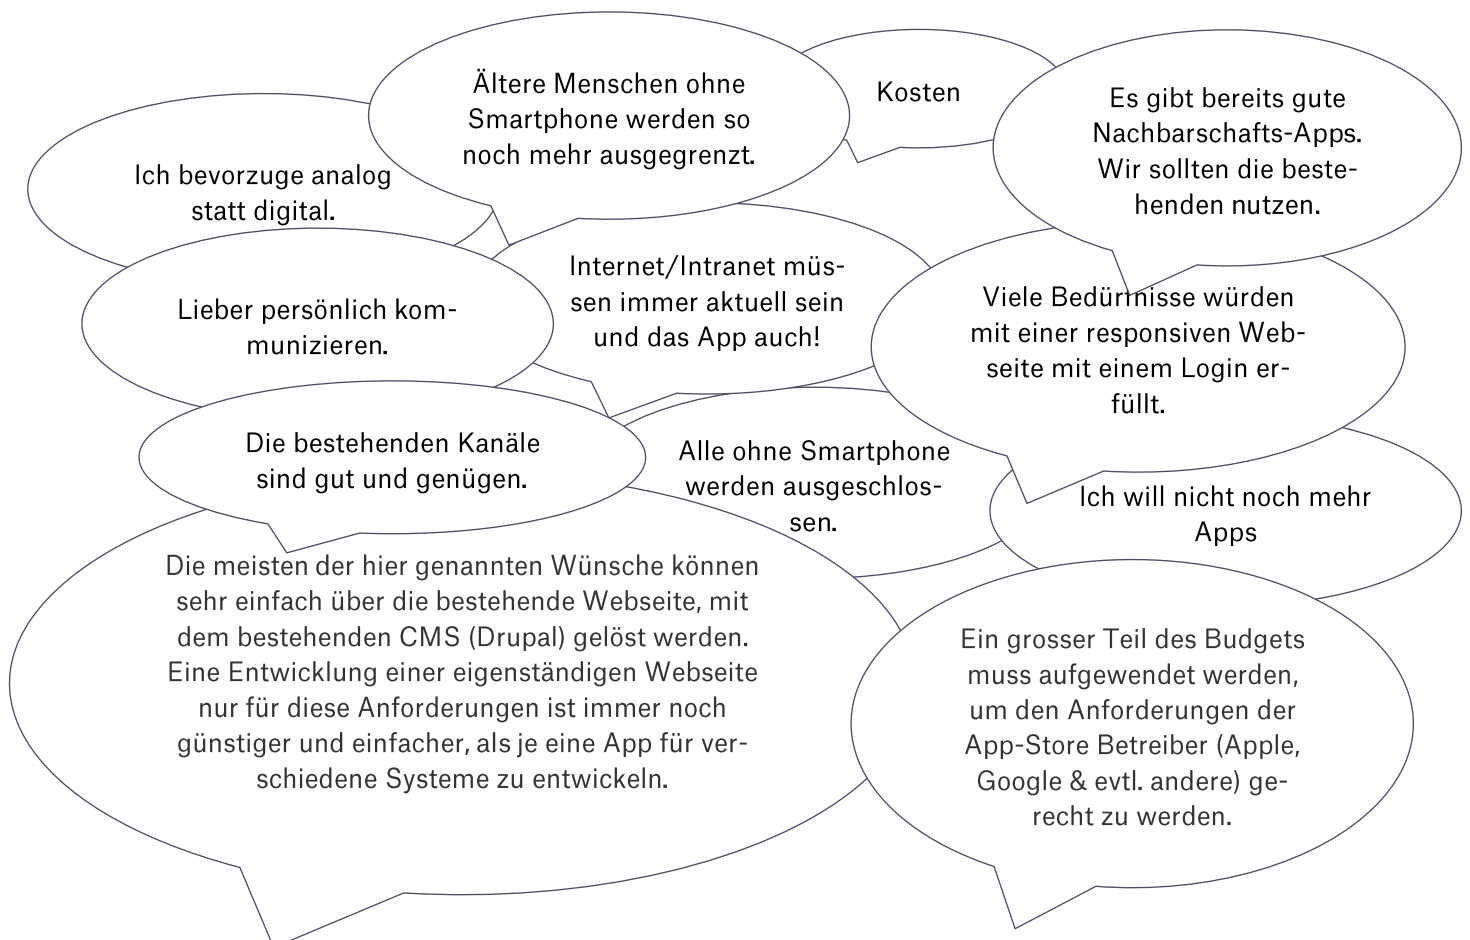 Ältere Menschen ohne
Smartphone werden so
noch mehr ausgegrenzt.
Kosten
Es gibt bereits gute
Nachbarschafts-Apps.
Wir sollten die beste-
henden nutzen.
Ich bevorzuge analog
statt digital.
Internet/Intranet müs-
sen immer aktuell sein
und das App auch!
Viele Bedürfnisse würden
mit einer responsiven Web-
seite mit einem Login er-
füllt.
Lieber persönlich kom-
munizieren.
Die bestehenden Kanäle
sind gut und genügen.
Alle ohne Smartphone
werden ausgeschlos-
sen.
Ich will nicht noch mehr
Apps
Die meisten der hier genannten Wünsche können
sehr einfach über die bestehende Webseite, mit
dem bestehenden CMS (Drupal) gelöst werden.
Eine Entwicklung einer eigenständigen Webseite
nur für diese Anforderungen ist immer noch
günstiger und einfacher, als je eine App für ver-
schiedene Systeme zu entwickeln.
Ein grosser Teil des Budgets
muss aufgewendet werden,
um den Anforderungen der
App-Store Betreiber (Apple,
Google & evtl. andere) ge-
recht zu werden.